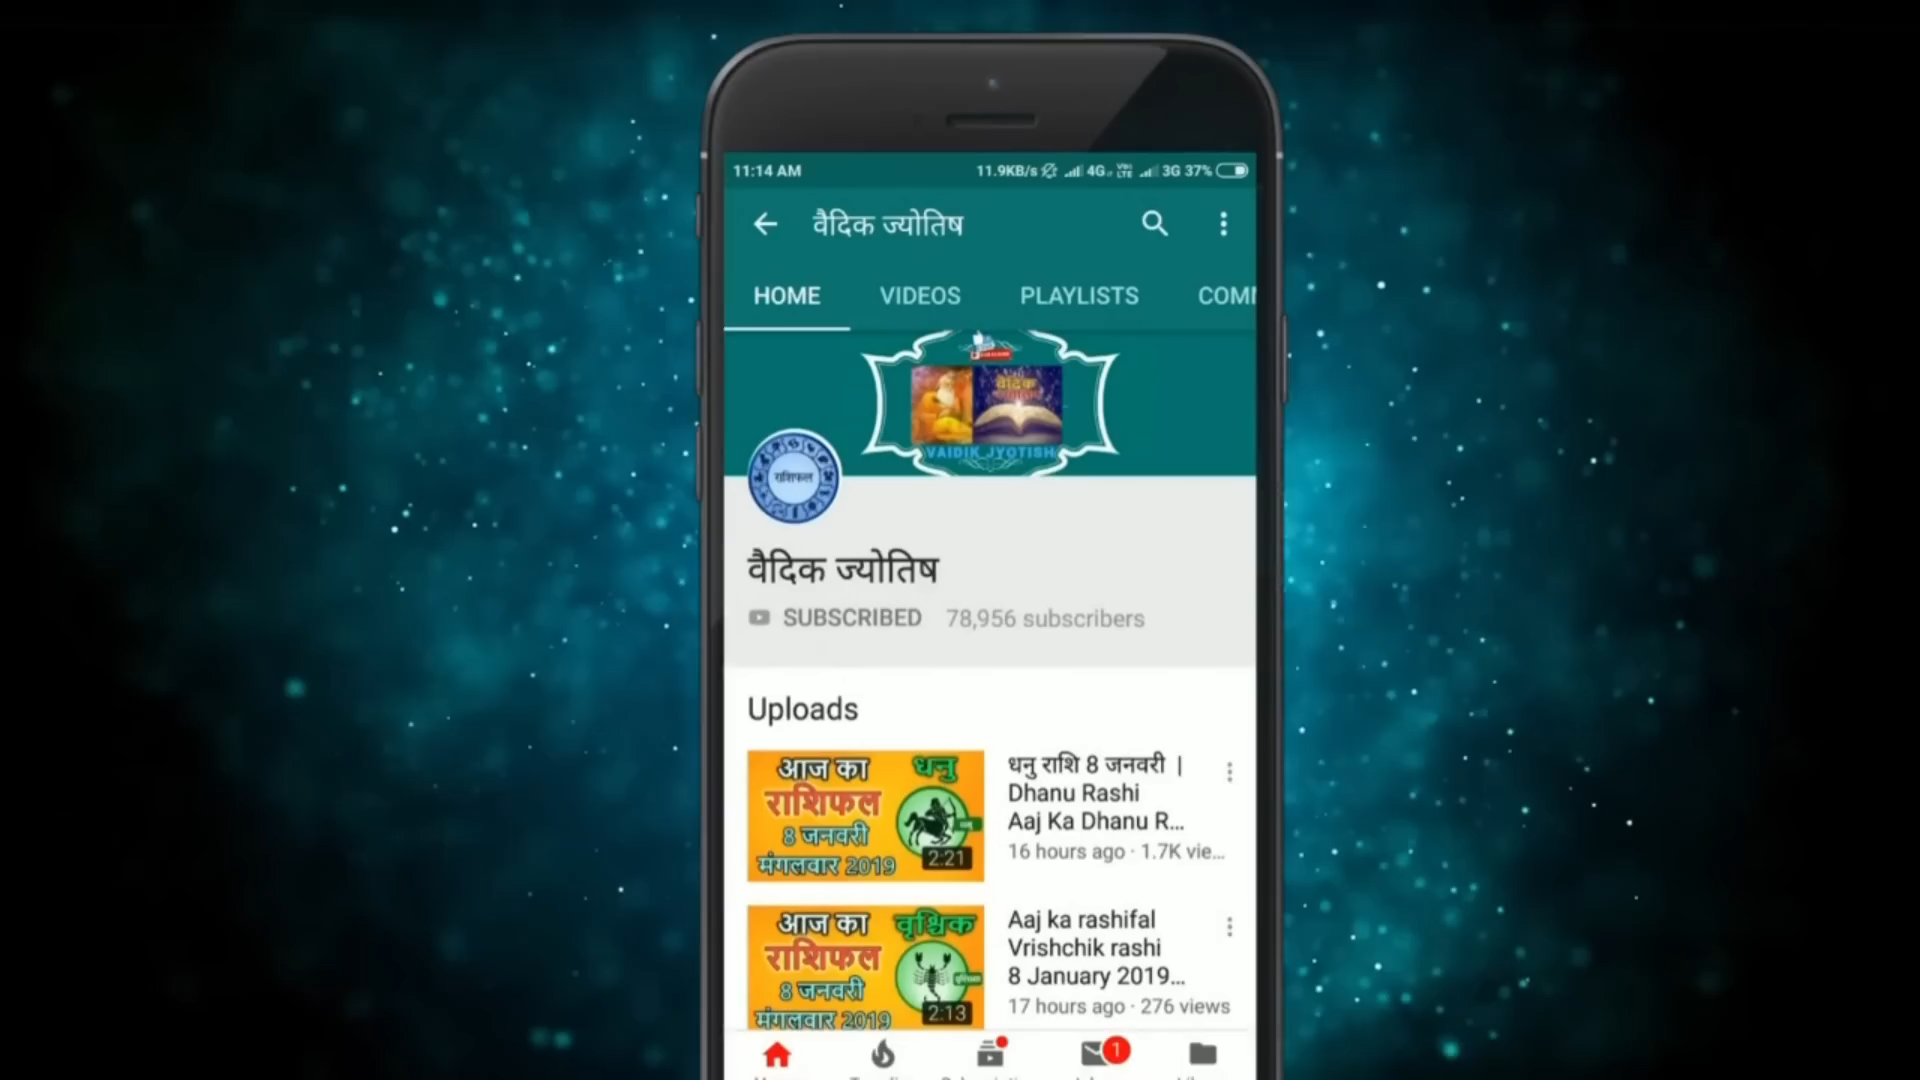 11:14 AM
11.9KB/s 4G VoLTE 3G 37%
वैदिक ज्योतिष
HOME VIDEOS PLAYLISTS COMM
वैदिक
VAIDIK JYOTISH
राशिफल
वैदिक ज्योतिष
SUBSCRIBED 78,956 subscribers
Uploads
आज का धनु
राशिफल
8 जनवरी
मंगलवार 2019
2:21
धनु राशि 8 जनवरी |
Dhanu Rashi
Aaj Ka Dhanu R...
16 hours ago · 1.7K vie...
आज का वृश्चिक
राशिफल
8 जनवरी
मंगलवार 2019
2:13
Aaj ka rashifal
Vrishchik rashi
8 January 2019...
17 hours ago · 276 views
1